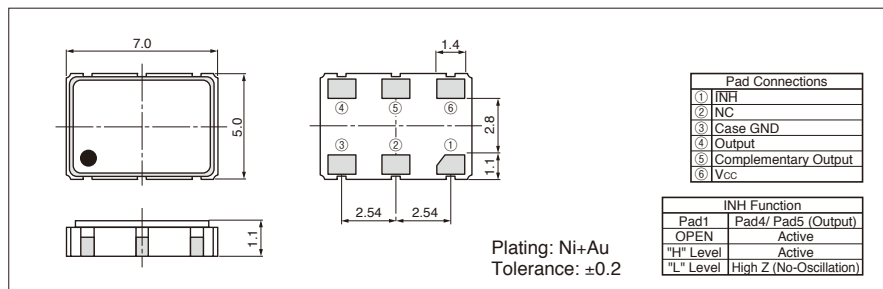 7.0
5.0
1.1
1.4
④ ⑤ ⑥
③ ② ①
2.8
1.1
2.54 2.54
Plating: Ni+Au
Tolerance: ±0.2
Pad Connections
① INH
② NC
③ Case GND
④ Output
⑤ Complementary Output
⑥ Vcc
INH Function
Pad1 Pad4/ Pad5 (Output)
OPEN Active
"H" Level Active
"L" Level High Z (No-Oscillation)